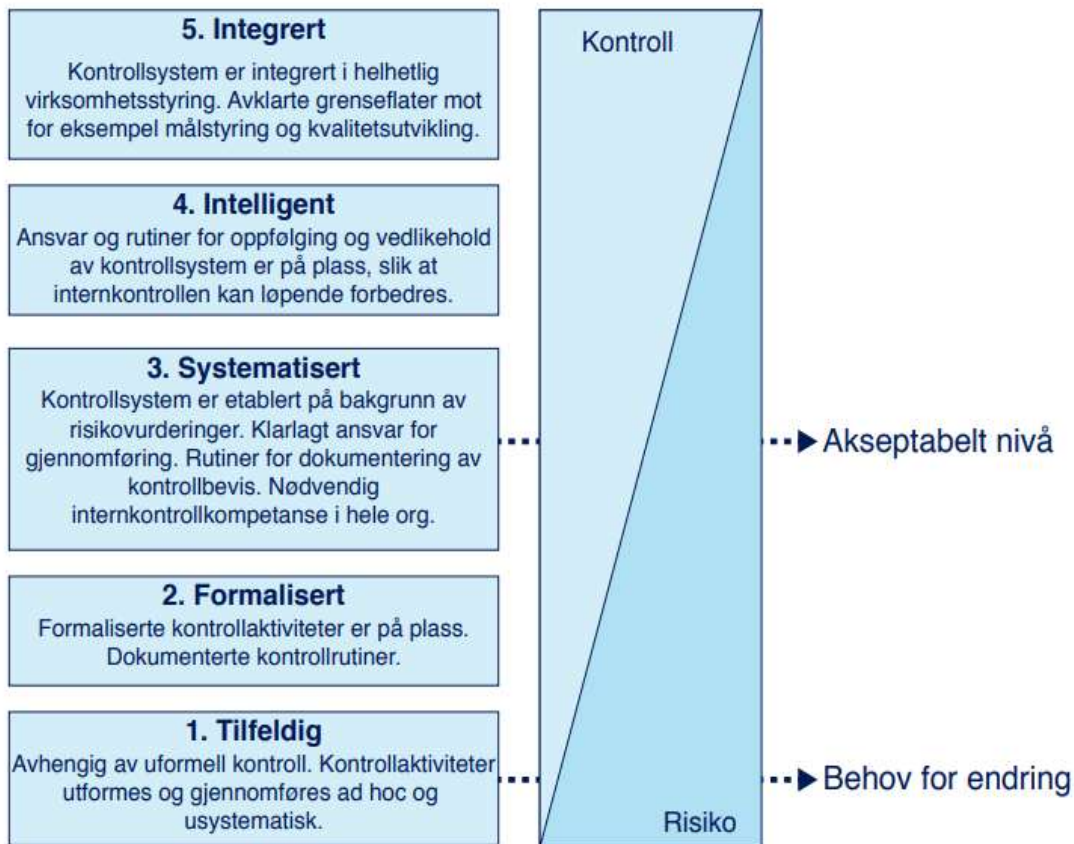 5. Integrert
Kontrollsystem er integrert i helhetlig
virksomhetsstyring. Avklarte grenseflater mot
for eksempel målstyring og kvalitetsutvikling.
4. Intelligent
Ansvar og rutiner for oppfølging og vedlikehold
av kontrollsystem er på plass, slik at
internkontrollen kan løpende forbedres.
3. Systematisert
Kontrollsystem er etablert på bakgrunn av
risikovurderinger. Klarlagt ansvar for
gjennomføring. Rutiner for dokumentering av
kontrollbevis. Nødvendig
internkontrollkompetanse i hele org.
2. Formalisert
Formaliserte kontrollaktiviteter er på plass.
Dokumenterte kontrollrutiner.
1. Tilfeldig
Avhengig av uformell kontroll. Kontrollaktiviteter
utformes og gjennomføres ad hoc og
usystematisk.
Kontroll
Risiko
Akseptabelt nivå
Behov for endring